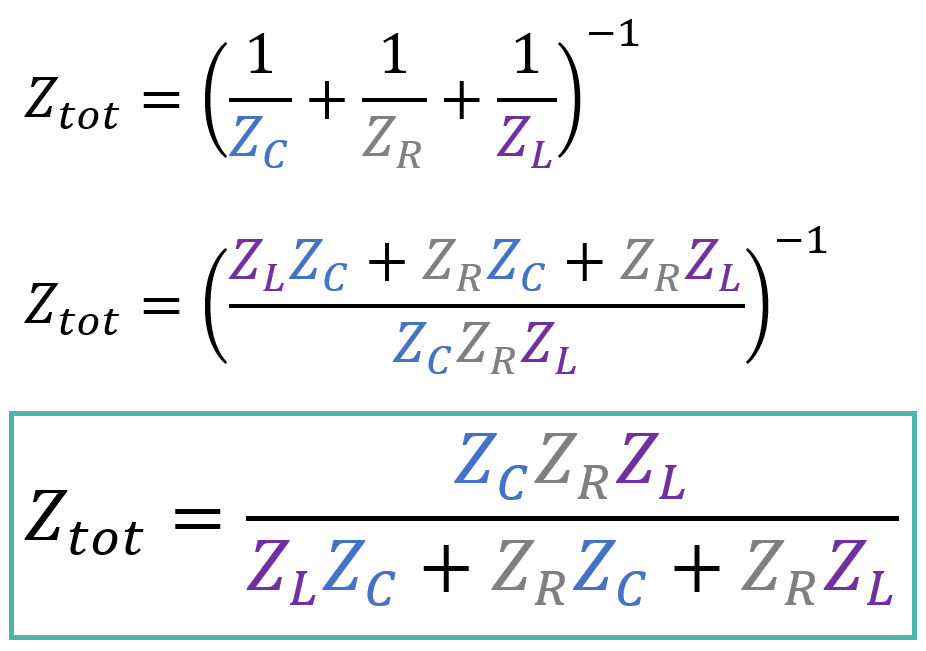 Z_tot = (1/Z_C + 1/Z_R + 1/Z_L)^−1
Z_tot = ((Z_L Z_C + Z_R Z_C + Z_R Z_L)/(Z_C Z_R Z_L))^−1
Z_tot = (Z_C Z_R Z_L)/(Z_L Z_C + Z_R Z_C + Z_R Z_L)